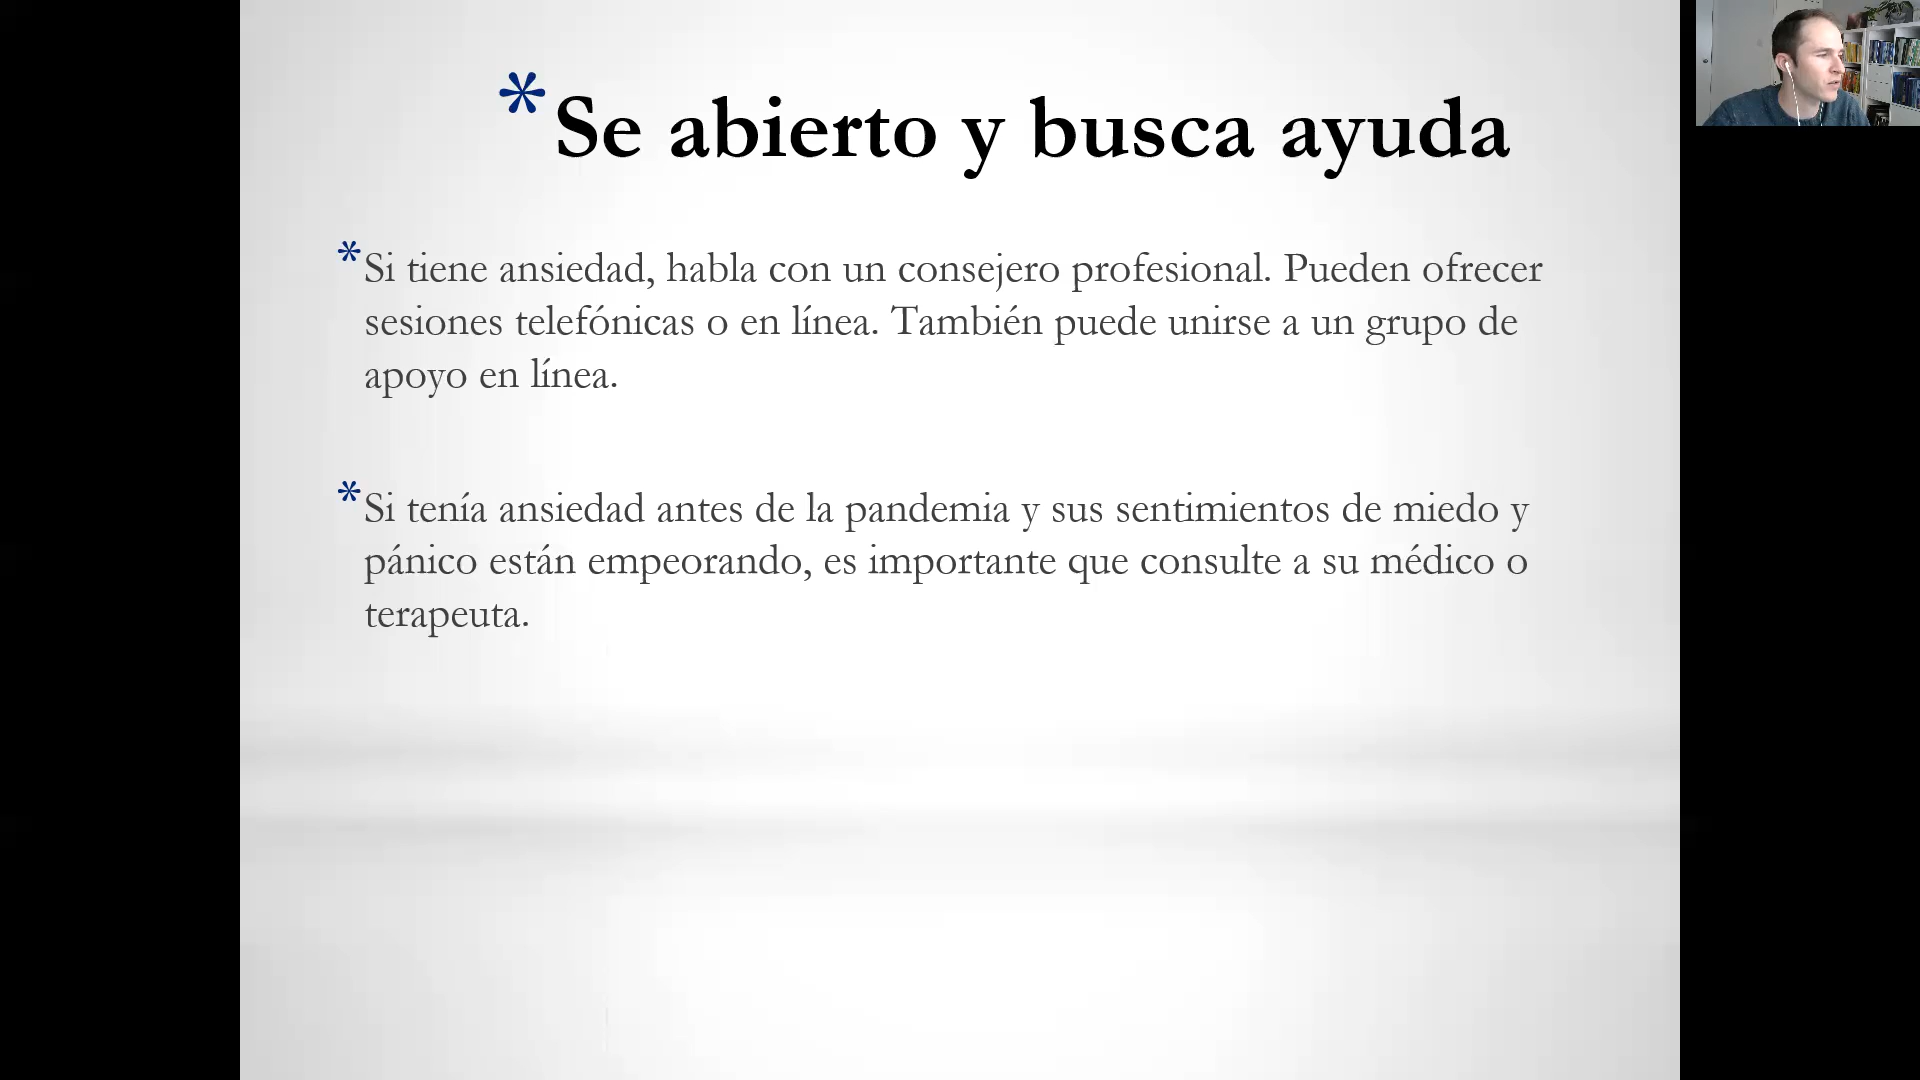 * Se abierto y busca ayuda
* Si tiene ansiedad, habla con un consejero profesional. Pueden ofrecer
sesiones telefónicas o en línea. También puede unirse a un grupo de
apoyo en línea.
* Si tenía ansiedad antes de la pandemia y sus sentimientos de miedo y
pánico están empeorando, es importante que consulte a su médico o
terapeuta.